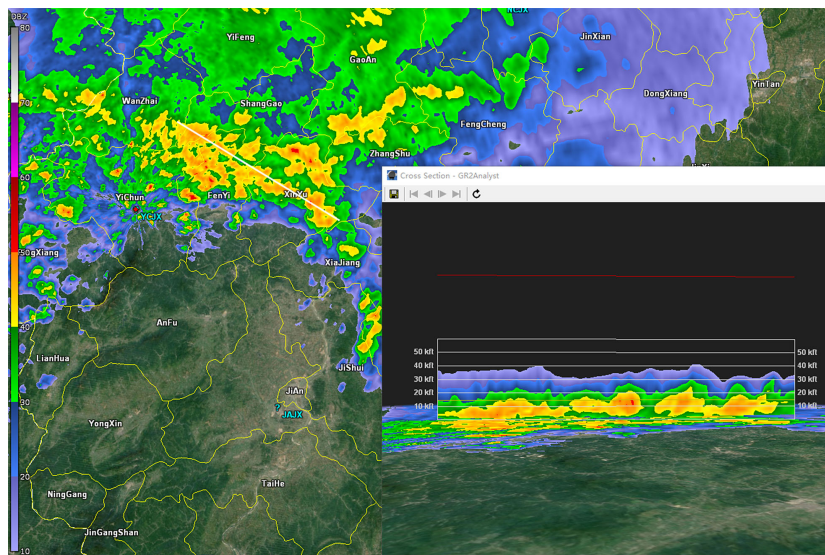 DBZ
80
70
60
50
40
30
20
10
YiFeng
GaoAn
JinXian
WanZhai
ShangGao
DongXiang
YinTan
FengCheng
ZhangShu
YiChun
FenYi
XinYu
YCJX
XiaJiang
AnFu
LianHua
JiShui
JiAn
JAJX
YongXin
TaiHe
NingGang
JinGangShan
Cross Section - GR2Analyst
50 kft
50 kft
40 kft
40 kft
30 kft
30 kft
20 kft
20 kft
10 kft
10 kft